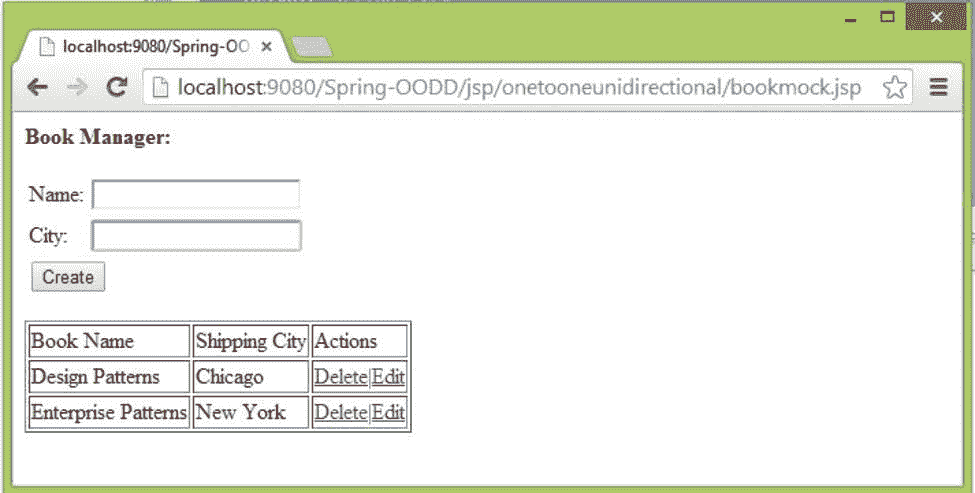 localhost:9080/Spring-OO
localhost:9080/Spring-OODD/jsp/onetooneunidirectional/bookmock.jsp
Book Manager:
Name:
City:
Create
Book Name Shipping City Actions
Design Patterns Chicago Delete|Edit
Enterprise Patterns New York Delete|Edit